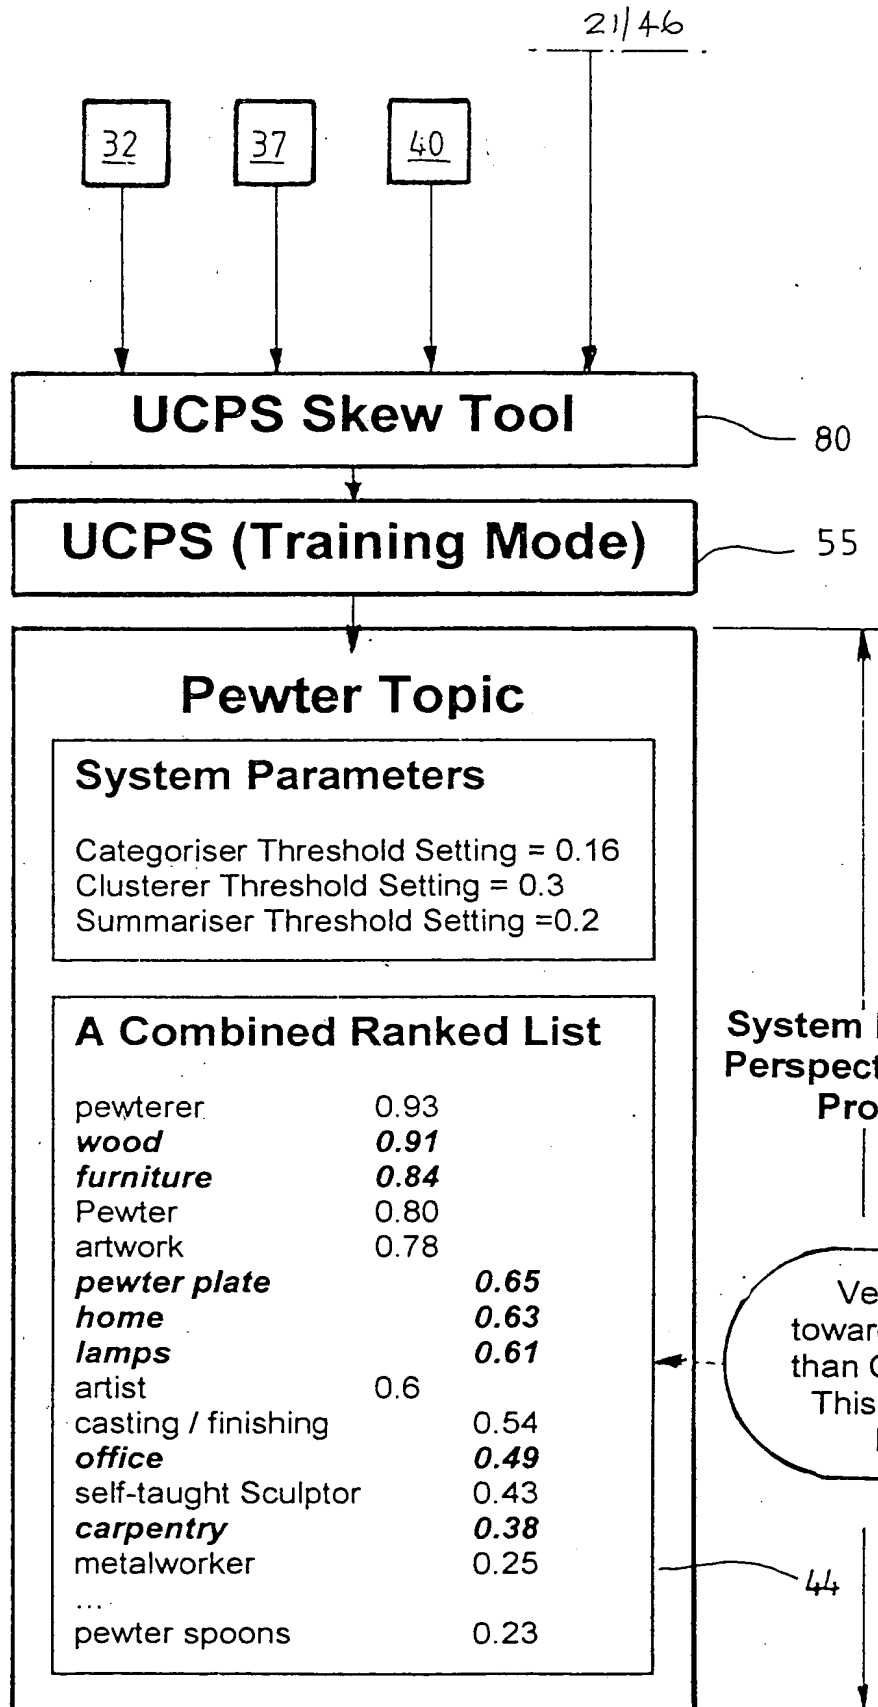 21/46
32 37 40
UCPS Skew Tool
80
UCPS (Training Mode)
55
Pewter Topic
System Parameters
Categoriser Threshold Setting = 0.16
Clusterer Threshold Setting = 0.3
Summariser Threshold Setting =0.2
A Combined Ranked List
pewterer 0.93
wood 0.91
furniture 0.84
Pewter 0.80
artwork 0.78
pewter plate 0.65
home 0.63
lamps 0.61
artist 0.6
casting / finishing 0.54
office 0.49
self-taught Sculptor 0.43
carpentry 0.38
metalworker 0.25
...
pewter spoons 0.23
44
System
Perspect
Pro
Ve
toward
than
This